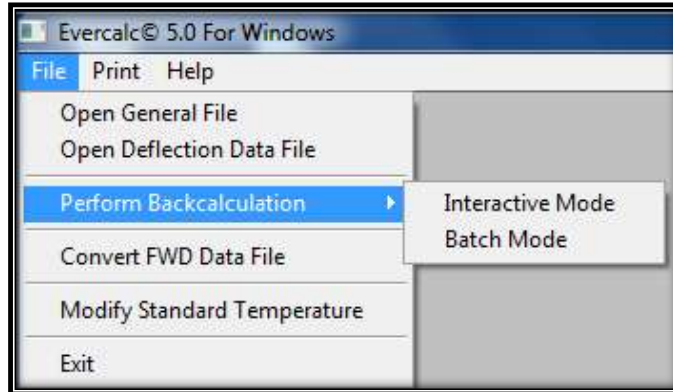 Evercalc© 5.0 For Windows
File Print Help
Open General File
Open Deflection Data File
Perform Backcalculation
Interactive Mode
Batch Mode
Convert FWD Data File
Modify Standard Temperature
Exit